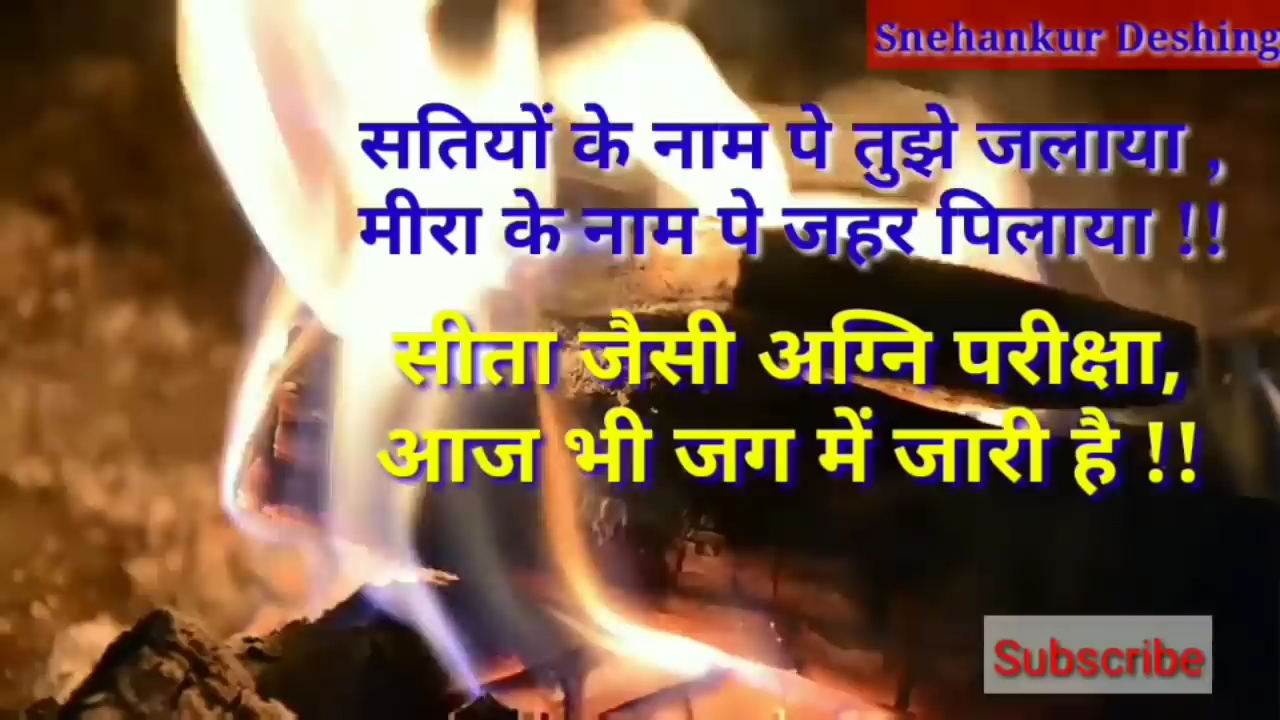 Snehankur Deshing
सतियों के नाम पे तुझे जलाया ,
मीरा के नाम पे जहर पिलाया !!
सीता जैसी अग्नि परीक्षा,
आज भी जग में जारी है !!
Subscribe